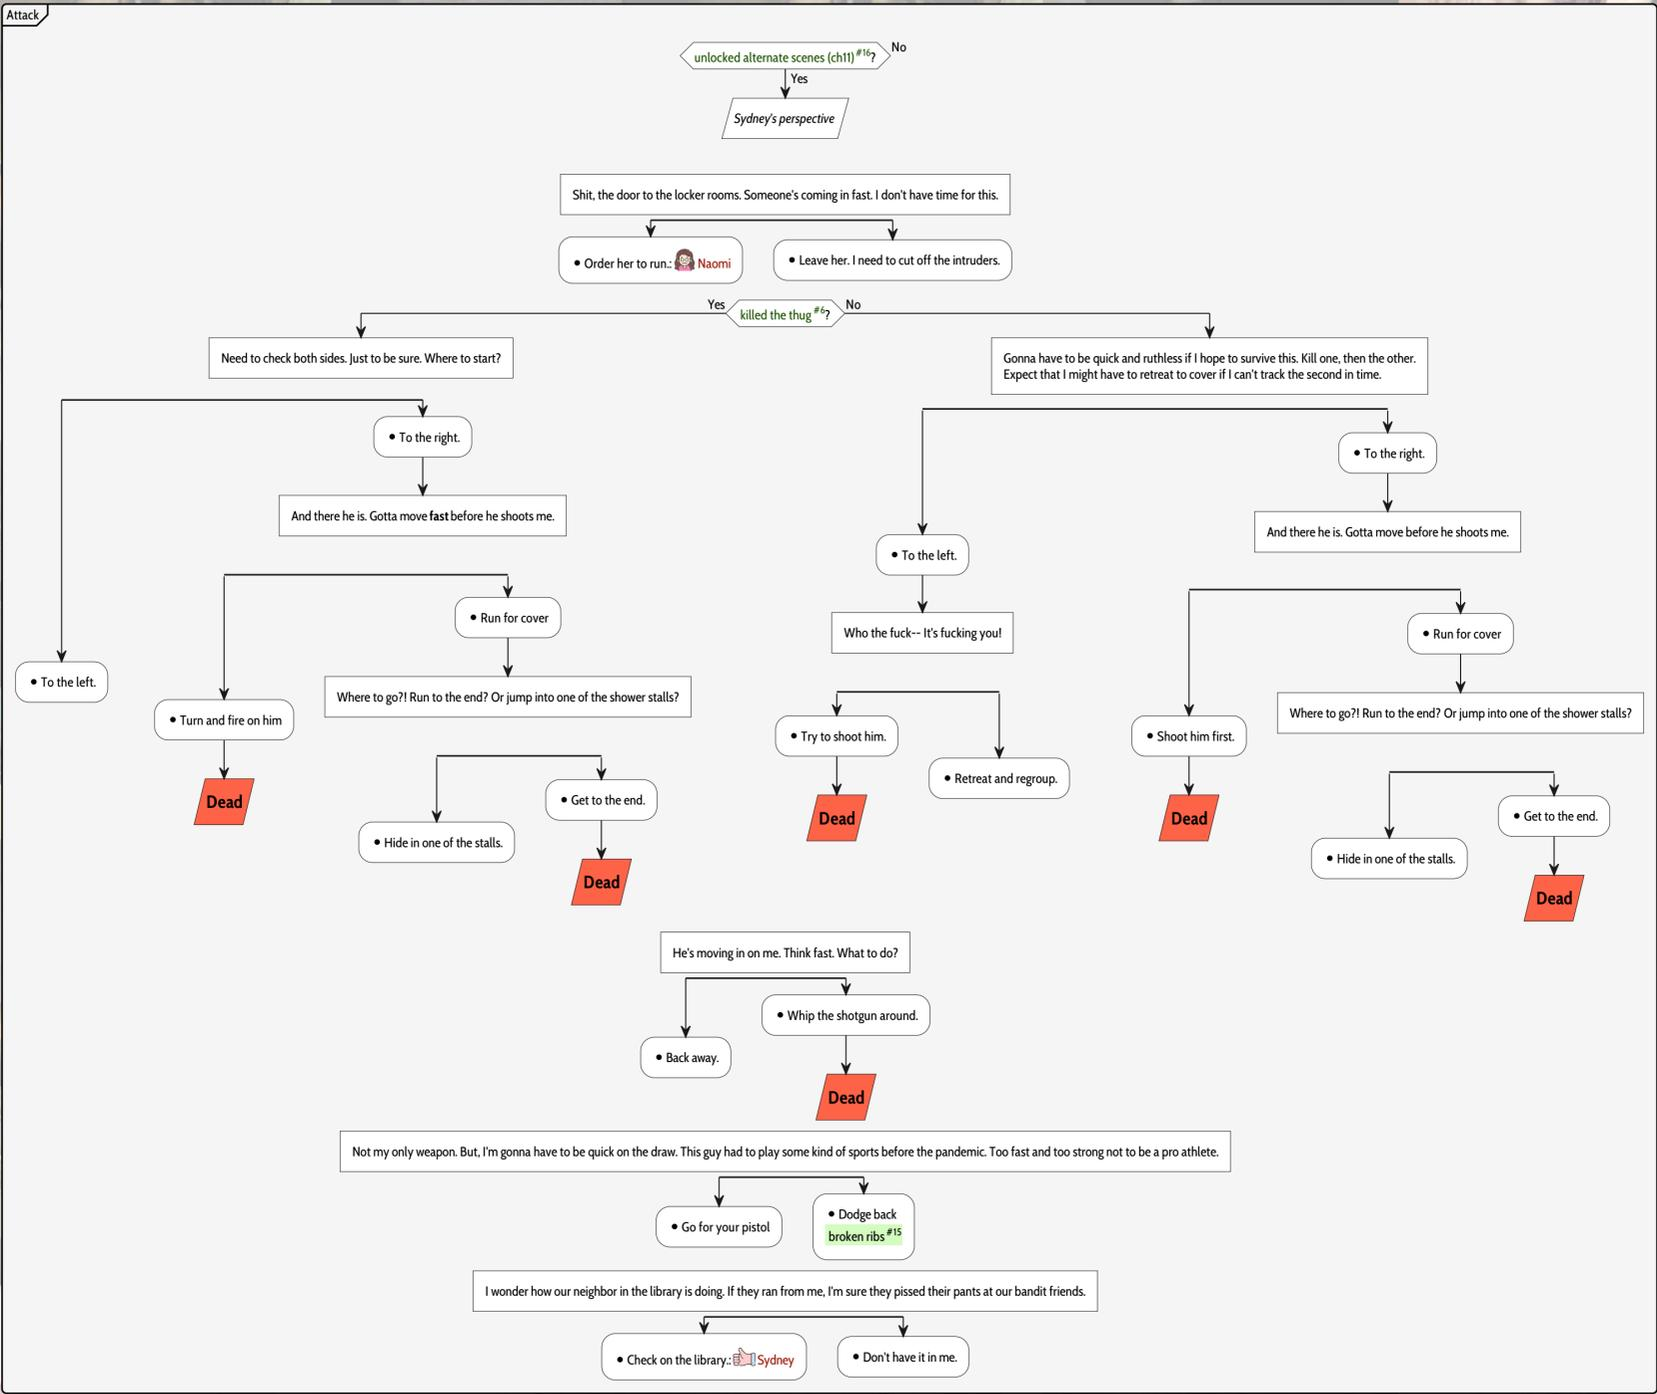 Attack
unlocked alternate scenes (ch11) #16?
No
Yes
Sydney's perspective
Shit, the door to the locker rooms. Someone's coming in fast. I don't have time for this.
• Order her to run.: Naomi
• Leave her. I need to cut off the intruders.
Yes
killed the thug #6?
No
Need to check both sides. Just to be sure. Where to start?
Gonna have to be quick and ruthless if I hope to survive this. Kill one, then the other.
Expect that I might have to retreat to cover if I can't track the second in time.
• To the right.
• To the right.
And there he is. Gotta move fast before he shoots me.
And there he is. Gotta move before he shoots me.
• To the left.
• Run for cover
Who the fuck-- It's fucking you!
• Run for cover
• To the left.
Where to go?! Run to the end? Or jump into one of the shower stalls?
Where to go?! Run to the end? Or jump into one of the shower stalls?
• Turn and fire on him
• Try to shoot him.
• Shoot him first.
• Retreat and regroup.
Dead
• Get to the end.
Dead
Dead
• Get to the end.
• Hide in one of the stalls.
• Hide in one of the stalls.
Dead
Dead
He's moving in on me. Think fast. What to do?
• Whip the shotgun around.
• Back away.
Dead
Not my only weapon. But, I'm gonna have to be quick on the draw. This guy had to play some kind of sports before the pandemic. Too fast and too strong not to be a pro athlete.
• Go for your pistol
• Dodge back
broken ribs #15
I wonder how our neighbor in the library is doing. If they ran from me, I'm sure they pissed their pants at our bandit friends.
• Check on the library.: Sydney
• Don't have it in me.